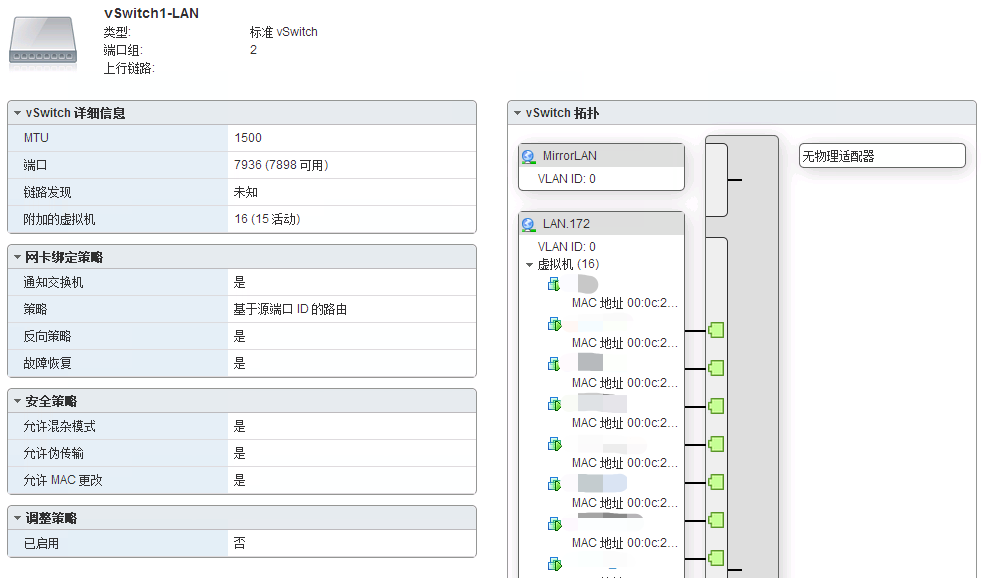 vSwitch1-LAN
类型: 标准 vSwitch
端口组: 2
上行链路:
vSwitch 详细信息
MTU 1500
端口 7936 (7898 可用)
链路发现 未知
附加的虚拟机 16 (15 活动)
网卡绑定策略
通知交换机 是
策略 基于源端口 ID 的路由
反向策略 是
故障恢复 是
安全策略
允许混杂模式 是
允许伪传输 是
允许 MAC 更改 是
调整策略
已启用 否
vSwitch 拓扑
MirrorLAN
VLAN ID: 0
无物理适配器
LAN.172
VLAN ID: 0
虚拟机 (16)
MAC 地址 00:0c:2...
MAC 地址 00:0c:2...
MAC 地址 00:0c:2...
MAC 地址 00:0c:2...
MAC 地址 00:0c:2...
MAC 地址 00:0c:2...
MAC 地址 00:0c:2...